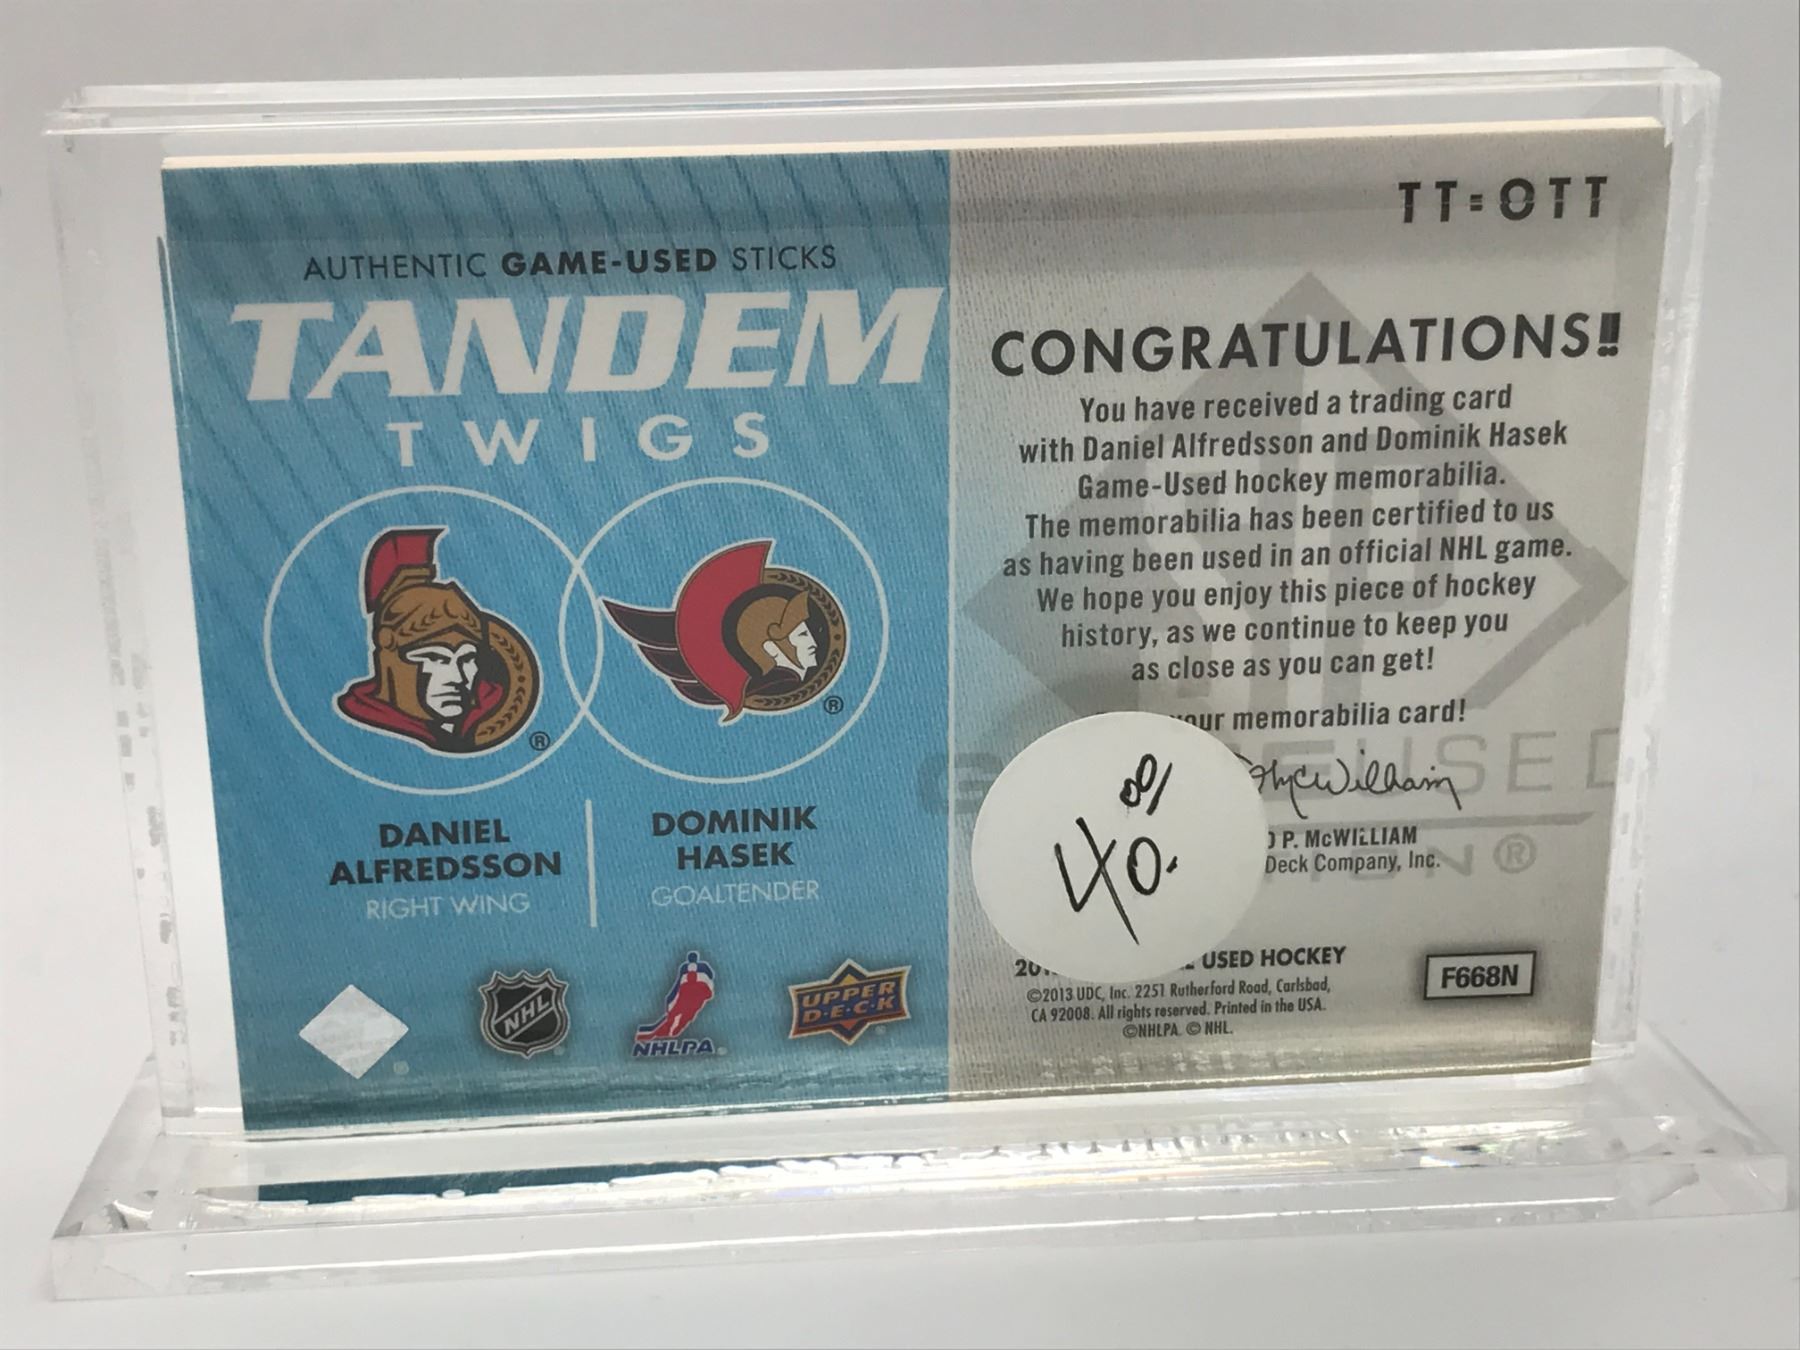 TT-OTT
AUTHENTIC GAME-USED STICKS
TANDEM
TWIGS
®
®
DANIEL
ALFREDSSON
RIGHT WING
DOMINIK
HASEK
GOALTENDER
NHL
NHLPA
UPPER
D·E·C·K
CONGRATULATIONS!!
You have received a trading card
with Daniel Alfredsson and Dominik Hasek
Game-Used hockey memorabilia.
The memorabilia has been certified to us
as having been used in an official NHL game.
We hope you enjoy this piece of hockey
history, as we continue to keep you
as close as you can get!
your memorabilia card!
McWilliam
P. McWILLIAM
Deck Company, Inc.
40.00/
USED HOCKEY
©2013 UDC, Inc. 2251 Rutherford Road, Carlsbad,
CA 92008. All rights reserved. Printed in the USA.
©NHLPA. © NHL.
F668N